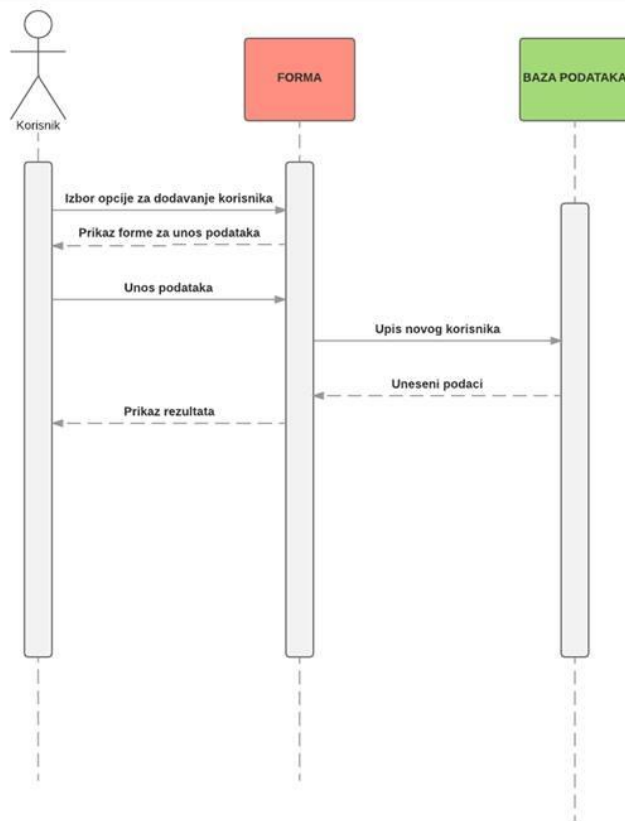 FORMA
BAZA PODATAKA
Korisnik
Izbor opcije za dodavanje korisnika
Prikaz forme za unos podataka
Unos podataka
Upis novog korisnika
Uneseni podaci
Prikaz rezultata